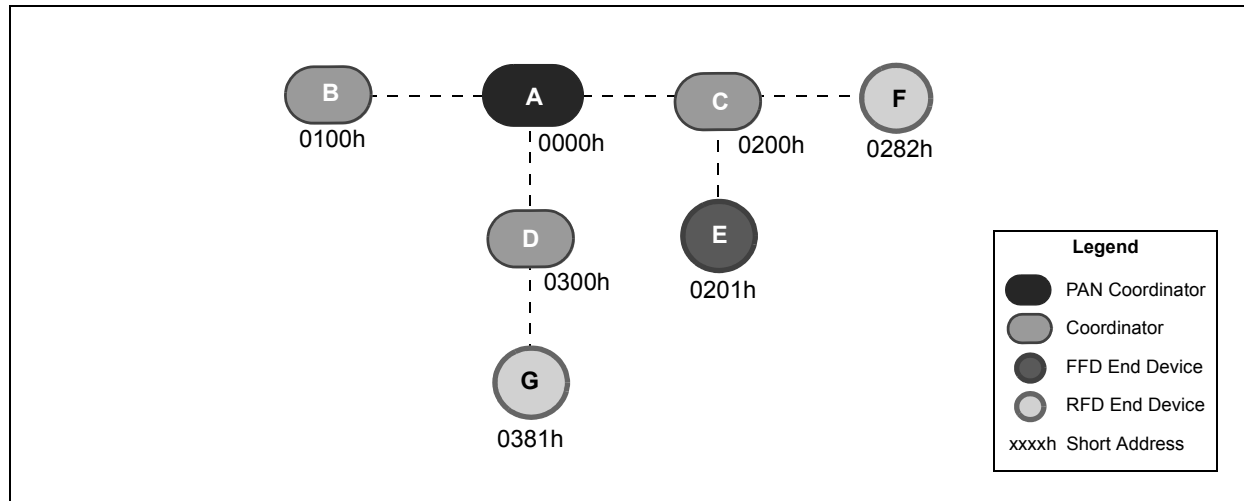 B
A
C
F
0100h
0000h
0200h
0282h
D
E
0300h
0201h
G
0381h
Legend
PAN Coordinator
Coordinator
FFD End Device
RFD End Device
xxxxh Short Address